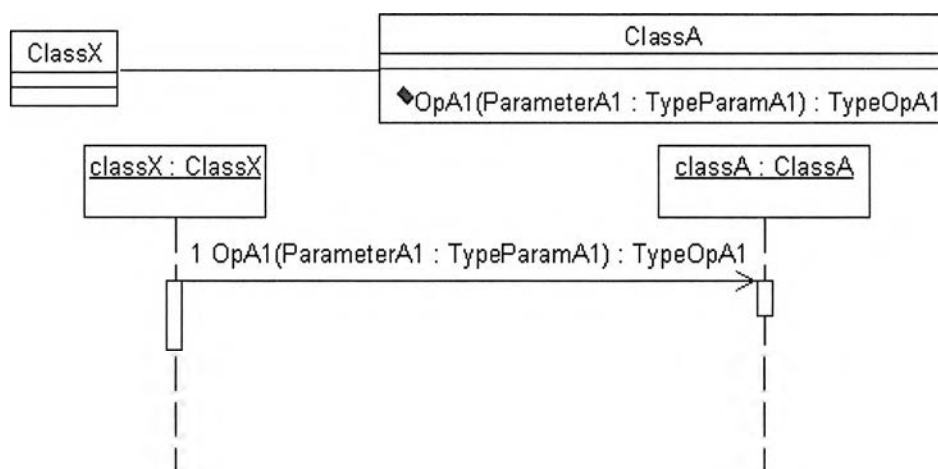 ClassX
ClassA
OpA1(ParameterA1 : TypeParamA1) : TypeOpA1
classX : ClassX
classA : ClassA
1 OpA1(ParameterA1 : TypeParamA1) : TypeOpA1